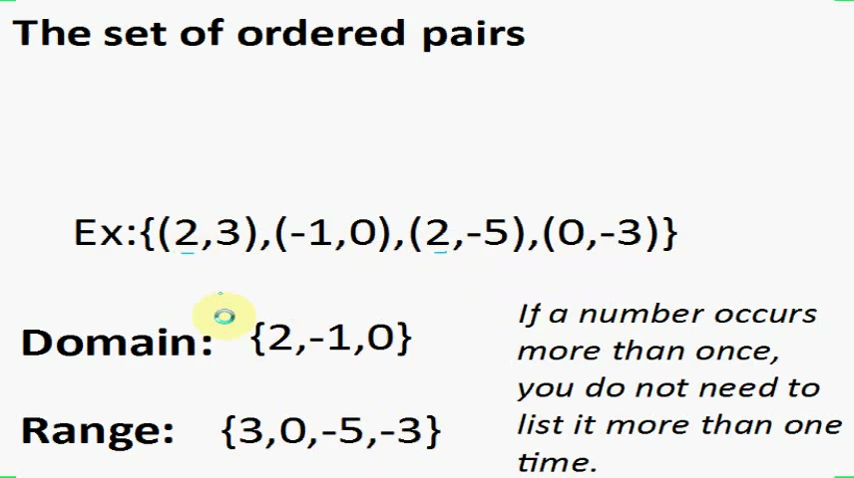 The set of ordered pairs
Ex:{(2,3),(-1,0),(2,-5),(0,-3)}
Domain: {2,-1,0}
Range: {3,0,-5,-3}
If a number occurs
more than once,
you do not need to
list it more than one
time.